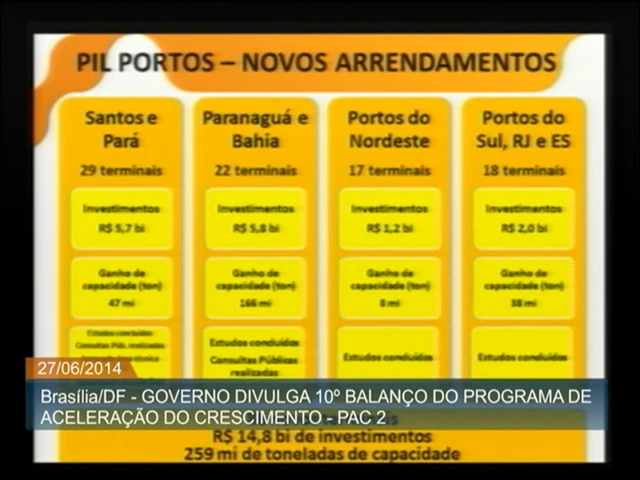 PIL PORTOS – NOVOS ARRENDAMENTOS
Santos e
Pará
29 terminais
Investimentos
R$ 5,7 bi
Ganho de
capacidade (ton)
47 mi
Estudos concluídos
Consultas Púb. realizadas
Paranaguá e
Bahia
22 terminais
Investimentos
R$ 5,8 bi
Ganho de
capacidade (ton)
166 mi
Estudos concluídos
Consultas Públicas
realizadas
Portos do
Nordeste
17 terminais
Investimentos
R$ 1,2 bi
Ganho de
capacidade (ton)
8 mi
Estudos concluídos
Portos do
Sul, RJ e ES
18 terminais
Investimentos
R$ 2,0 bi
Ganho de
capacidade (ton)
38 mi
Estudos concluídos
27/06/2014
Brasília/DF - GOVERNO DIVULGA 10º BALANÇO DO PROGRAMA DE
ACELERAÇÃO DO CRESCIMENTO - PAC 2
R$ 14,8 bi de investimentos
259 mi de toneladas de capacidade